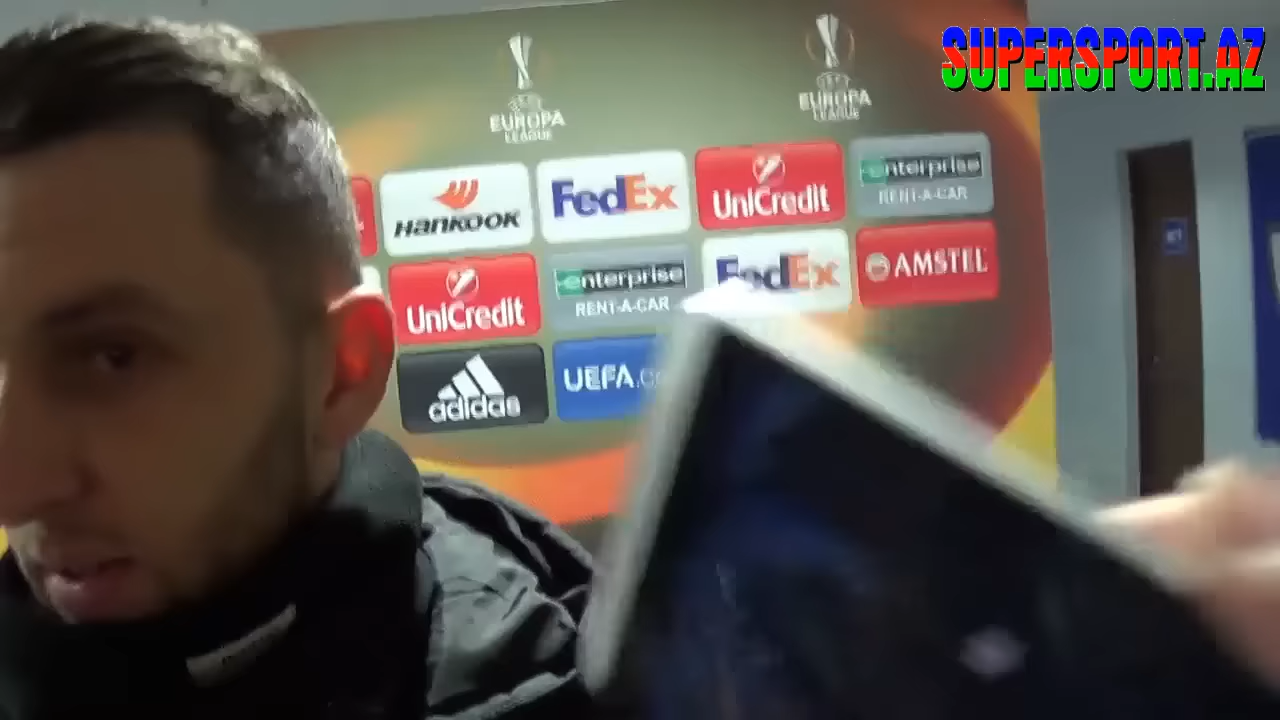 SUPERSPORT.AZ
EUROPA
LEAGUE
EUROPA
LEAGUE
HANKOOK
FedEx
UniCredit
enterprise
RENT-A-CAR
UniCredit
enterprise
RENT-A-CAR
FedEx
AMSTEL
adidas
UEFA.c